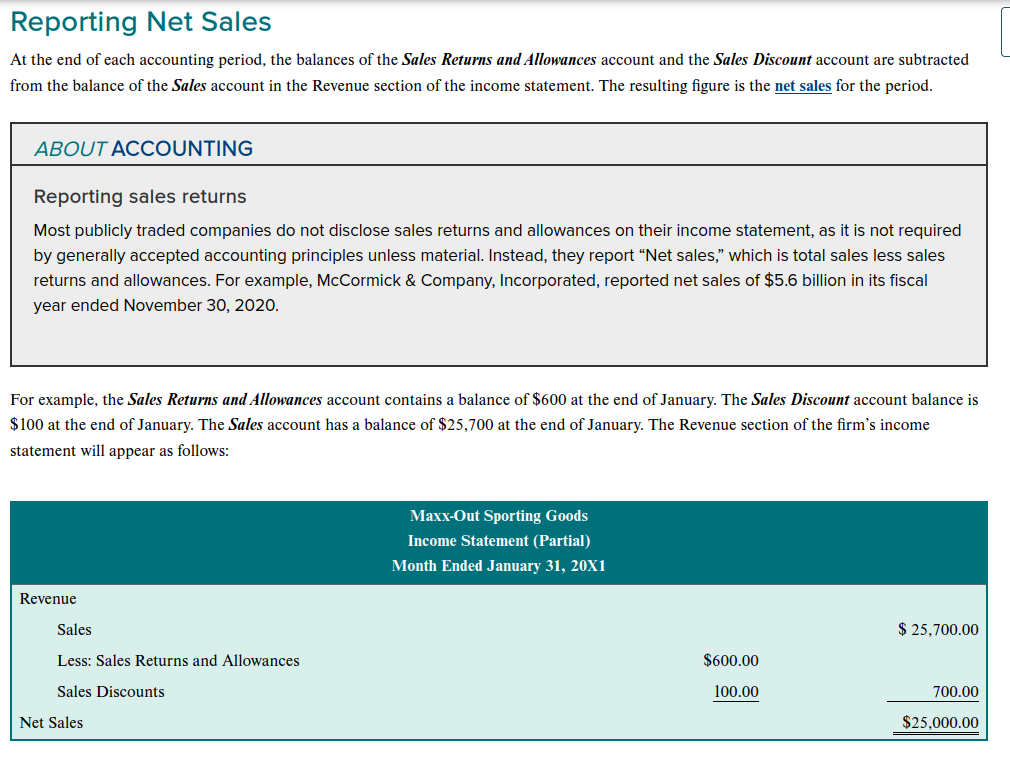 Reporting Net Sales
At the end of each accounting period, the balances of the Sales Returns and Allowances account and the Sales Discount account are subtracted
from the balance of the Sales account in the Revenue section of the income statement. The resulting figure is the net sales for the period.
ABOUT ACCOUNTING
Reporting sales returns
Most publicly traded companies do not disclose sales returns and allowances on their income statement, as it is not required
by generally accepted accounting principles unless material. Instead, they report “Net sales,” which is total sales less sales
returns and allowances. For example, McCormick & Company, Incorporated, reported net sales of $5.6 billion in its fiscal
year ended November 30, 2020.
For example, the Sales Returns and Allowances account contains a balance of $600 at the end of January. The Sales Discount account balance is
$100 at the end of January. The Sales account has a balance of $25,700 at the end of January. The Revenue section of the firm’s income
statement will appear as follows:
Maxx-Out Sporting Goods
Income Statement (Partial)
Month Ended January 31, 20X1
Revenue
Sales $ 25,700.00
Less: Sales Returns and Allowances $600.00
Sales Discounts 100.00 700.00
Net Sales $25,000.00